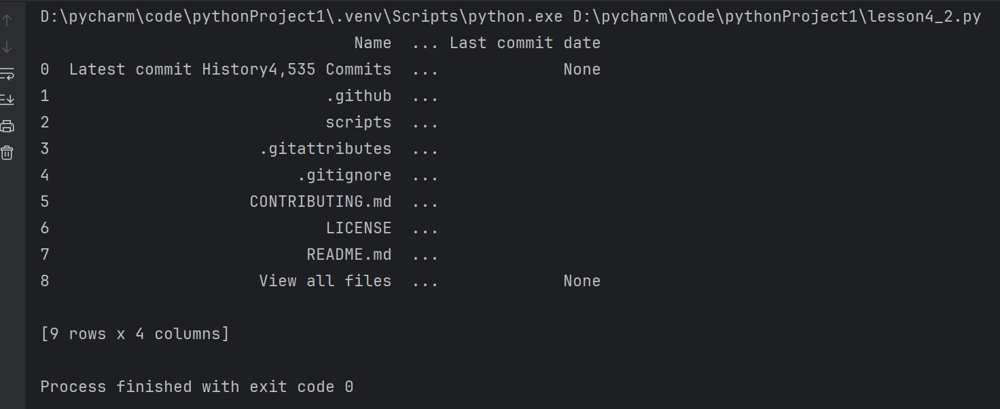 D:\pycharm\code\pythonProject1\.venv\Scripts\python.exe D:\pycharm\code\pythonProject1\lesson4_2.py
Name ... Last commit date
0 Latest commit History4,535 Commits ... None
1 .github ...
2 scripts ...
3 .gitattributes ...
4 .gitignore ...
5 CONTRIBUTING.md ...
6 LICENSE ...
7 README.md ...
8 View all files ... None
[9 rows x 4 columns]
Process finished with exit code 0